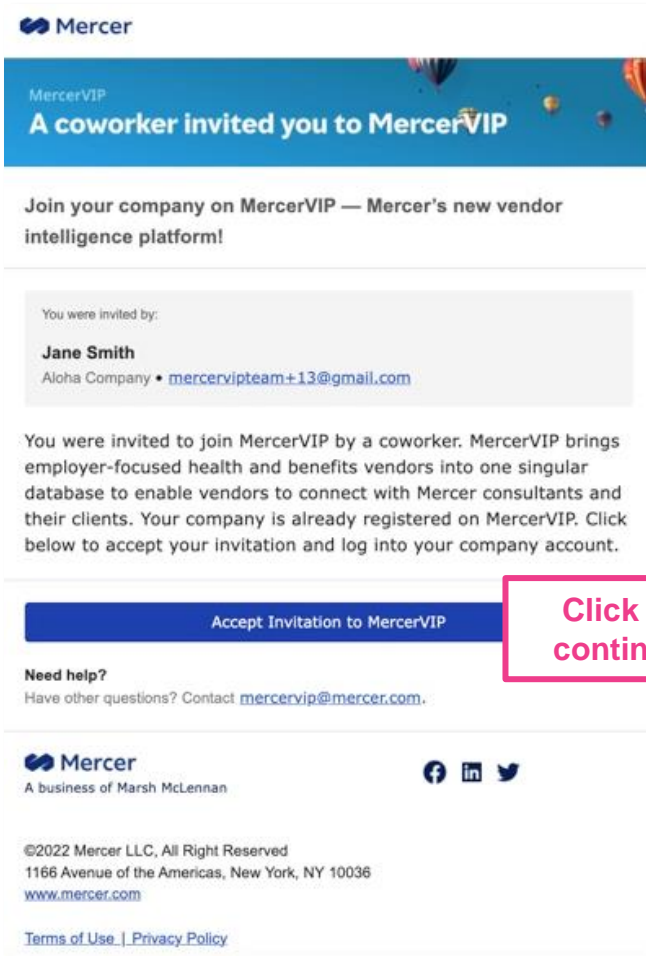 Mercer
MercerVIP
A coworker invited you to MercerVIP
Join your company on MercerVIP — Mercer's new vendor
intelligence platform!
You were invited by:
Jane Smith
Aloha Company • mercervipteam+13@gmail.com
You were invited to join MercerVIP by a coworker. MercerVIP brings
employer-focused health and benefits vendors into one singular
database to enable vendors to connect with Mercer consultants and
their clients. Your company is already registered on MercerVIP. Click
below to accept your invitation and log into your company account.
Accept Invitation to MercerVIP
Click
contin
Need help?
Have other questions? Contact mercervip@mercer.com.
Mercer
A business of Marsh McLennan
©2022 Mercer LLC, All Right Reserved
1166 Avenue of the Americas, New York, NY 10036
www.mercer.com
Terms of Use | Privacy Policy